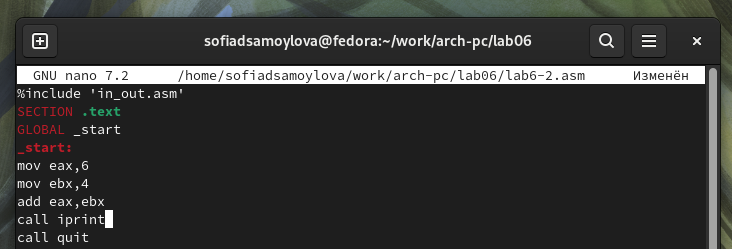 sofiadsamoylova@fedora:~/work/arch-pc/lab06
GNU nano 7.2 /home/sofiadsamoylova/work/arch-pc/lab06/lab6-2.asm Изменён
%include 'in_out.asm'
SECTION .text
GLOBAL _start
_start:
mov eax,6
mov ebx,4
add eax,ebx
call iprint
call quit